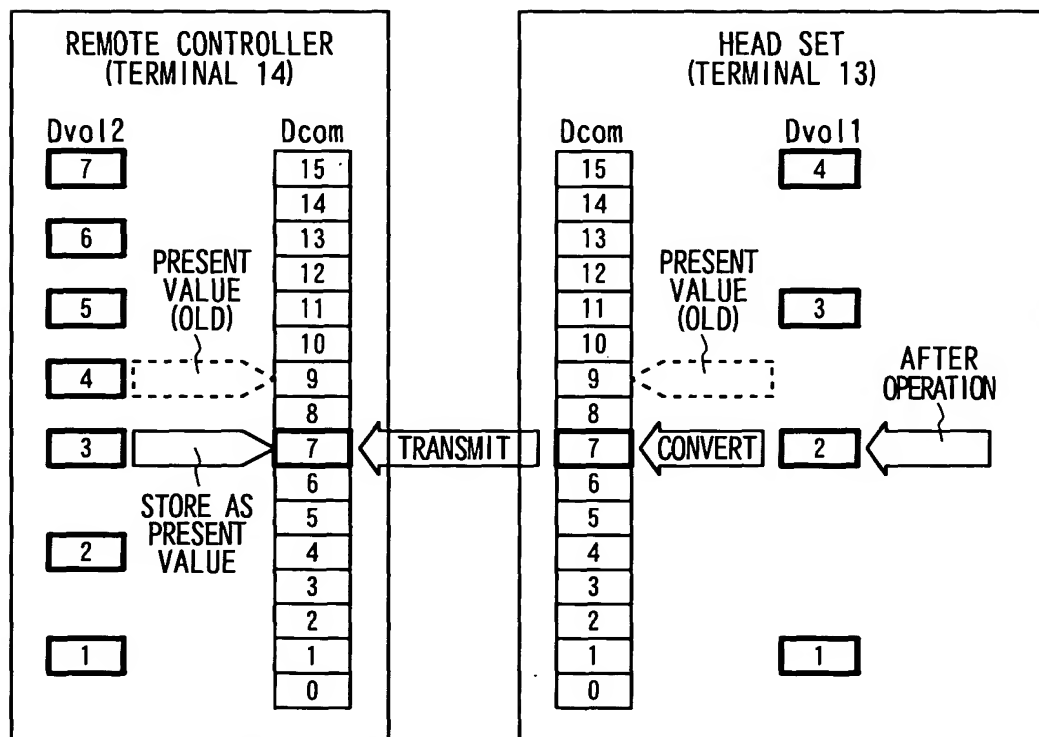 REMOTE CONTROLLER
(TERMINAL 14)
Dvol2
Dcom
7
6
5
4
3
2
1
15
14
13
12
11
10
9
8
7
6
5
4
3
2
1
0
PRESENT
VALUE
(OLD)
STORE AS
PRESENT
VALUE
TRANSMIT
HEAD SET
(TERMINAL 13)
Dcom
Dvol1
15
14
13
12
11
10
9
8
7
6
5
4
3
2
1
0
PRESENT
VALUE
(OLD)
CONVERT
4
3
2
1
AFTER
OPERATION